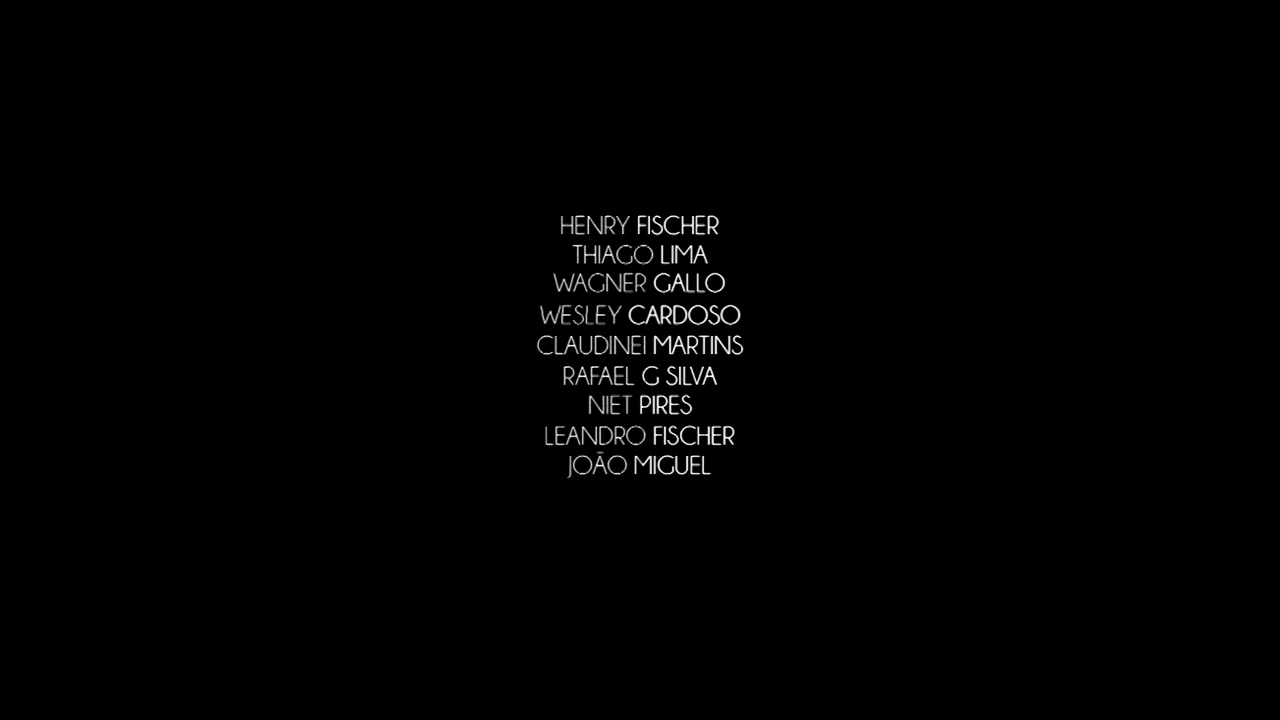 HENRY FISCHER
THIAGO LIMA
WAGNER GALLO
WESLEY CARDOSO
CLAUDINEI MARTINS
RAFAEL G SILVA
NIET PIRES
LEANDRO FISCHER
JOÃO MIGUEL